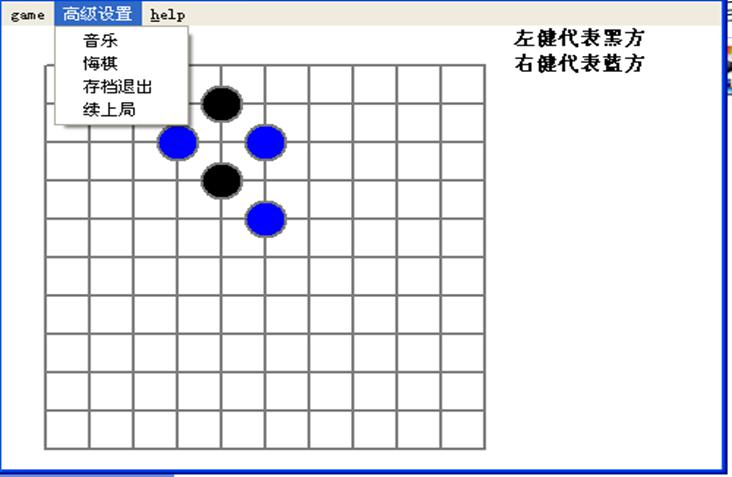 game 高级设置 help
音乐
悔棋
存档退出
续上局
左健代表黑方
右健代表藍方